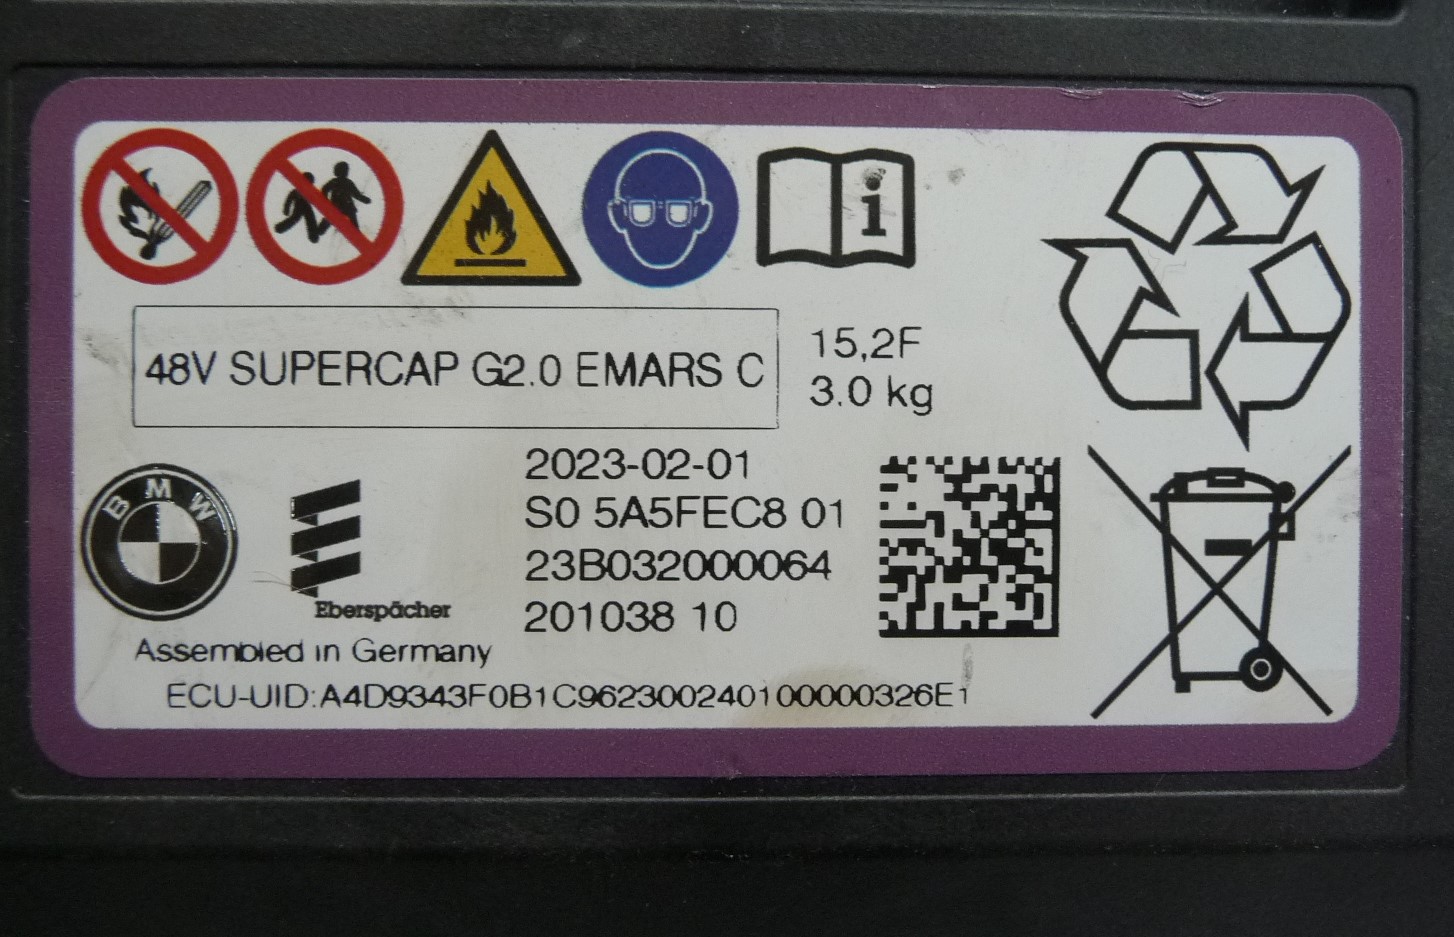 48V SUPERCAP G2.0 EMARS C
15,2F
3.0 kg
2023-02-01
S0 5A5FEC8 01
23B032000064
201038 10
BMW
Eberspächer
Assembled in Germany
ECU-UID:A4D9343F0B1C962300240100000326E1